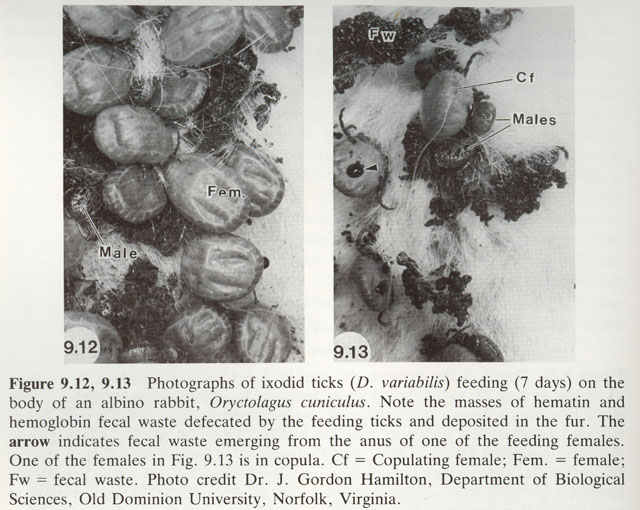 Fw
Cf
Males
Fem.
Male
9.12
9.13
Figure 9.12, 9.13 Photographs of ixodid ticks (D. variabilis) feeding (7 days) on the
body of an albino rabbit, Oryctolagus cuniculus. Note the masses of hematin and
hemoglobin fecal waste defecated by the feeding ticks and deposited in the fur. The
arrow indicates fecal waste emerging from the anus of one of the feeding females.
One of the females in Fig. 9.13 is in copula. Cf = Copulating female; Fem. = female;
Fw = fecal waste. Photo credit Dr. J. Gordon Hamilton, Department of Biological
Sciences, Old Dominion University, Norfolk, Virginia.